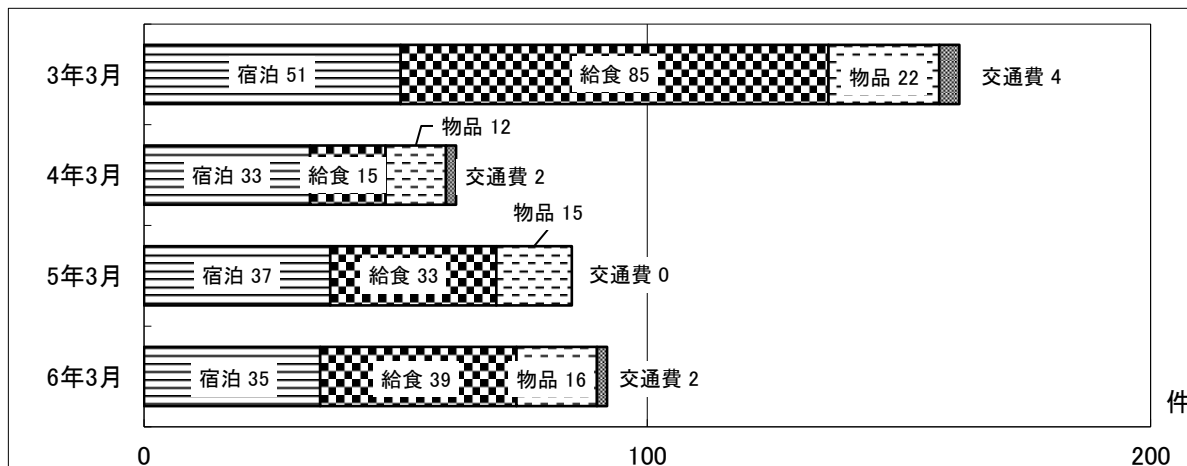 3年3月
宿泊 51
給食 85
物品 22
交通費 4
物品 12
4年3月
宿泊 33
給食 15
交通費 2
物品 15
5年3月
宿泊 37
給食 33
交通費 0
6年3月
宿泊 35
給食 39
物品 16
交通費 2
件
0
100
200